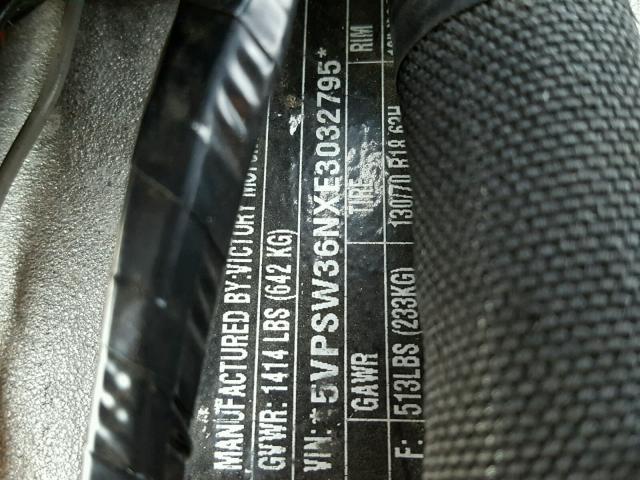 MANUFACTURED BY:VICTORY
GVWR: 1414 LBS (642 KG)
VIN:*5VPSW36NXE3032795*
GAWR TIRE RIM
F: 513LBS (233KG) 130/70 R18 63H